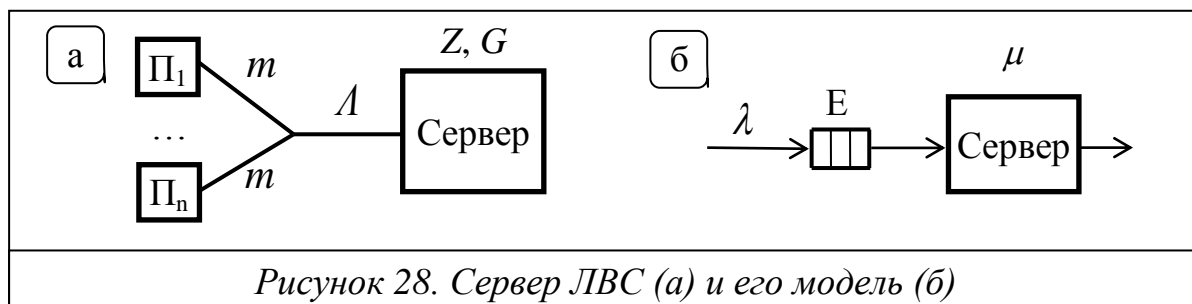 а
Z, G
П1
m
Λ
Сервер
…
m
Пn
б
μ
λ
E
Сервер
Рисунок 28. Сервер ЛВС (а) и его модель (б)